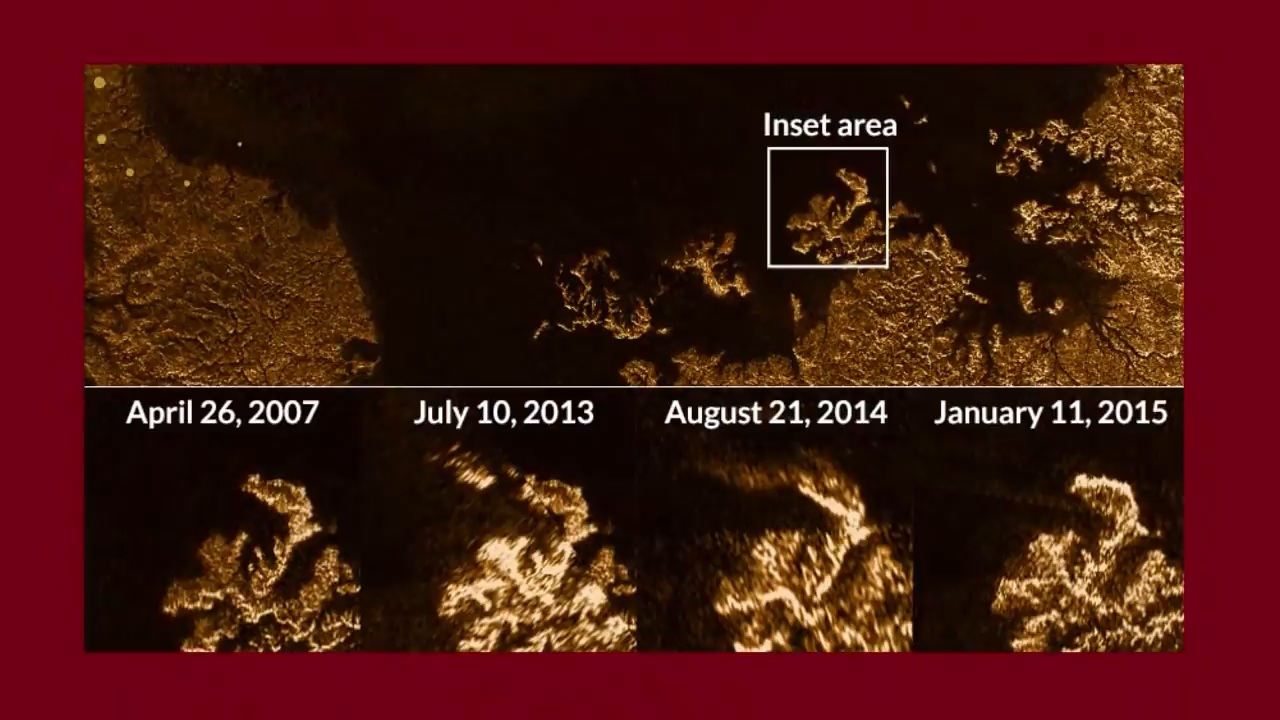 Inset area
April 26, 2007
July 10, 2013
August 21, 2014
January 11, 2015